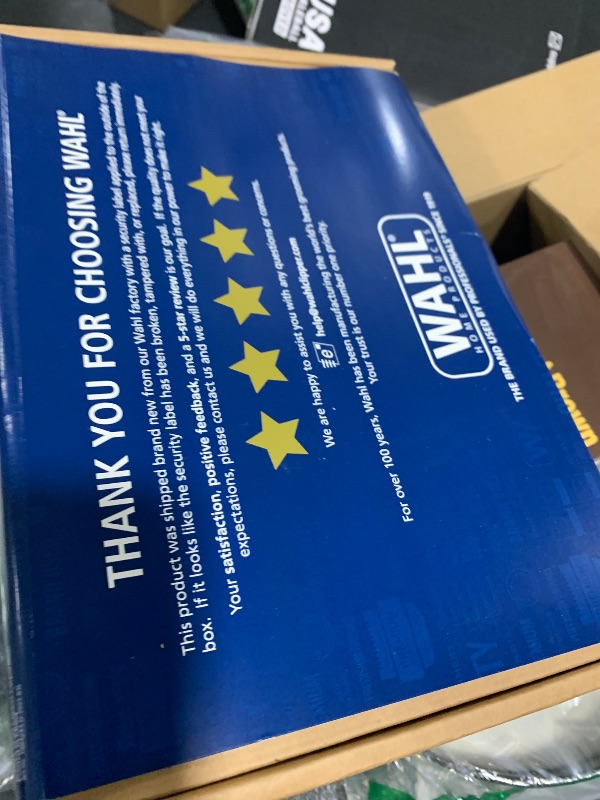 THANK YOU FOR CHOOSING WAHL®
This product was shipped brand new from our Wahl factory with a security label applied to the outside of the
box. If it looks like the security label has been broken, tampered with, or replaced, please return immediately.
Your satisfaction, positive feedback, and a 5-star review is our goal. If the quality does not meet your
expectations, please contact us and we will do everything in our power to make it right.
We are happy to assist you with any questions or concerns.
help@wahlclipper.com
For over 100 years, Wahl has been manufacturing the world's best grooming products.
Your trust is our number one priority.
WAHL®
HOME PRODUCTS
THE BRAND USED BY PROFESSIONALS® SINCE 1919
USA